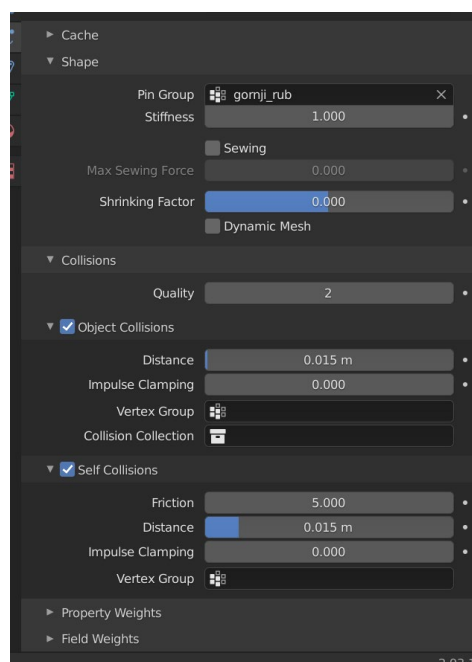 Cache
Shape
Pin Group gornji_rub
Stiffness 1.000
Sewing
Max Sewing Force 0.000
Shrinking Factor 0.000
Dynamic Mesh
Collisions
Quality 2
Object Collisions
Distance 0.015 m
Impulse Clamping 0.000
Vertex Group
Collision Collection
Self Collisions
Friction 5.000
Distance 0.015 m
Impulse Clamping 0.000
Vertex Group
Property Weights
Field Weights